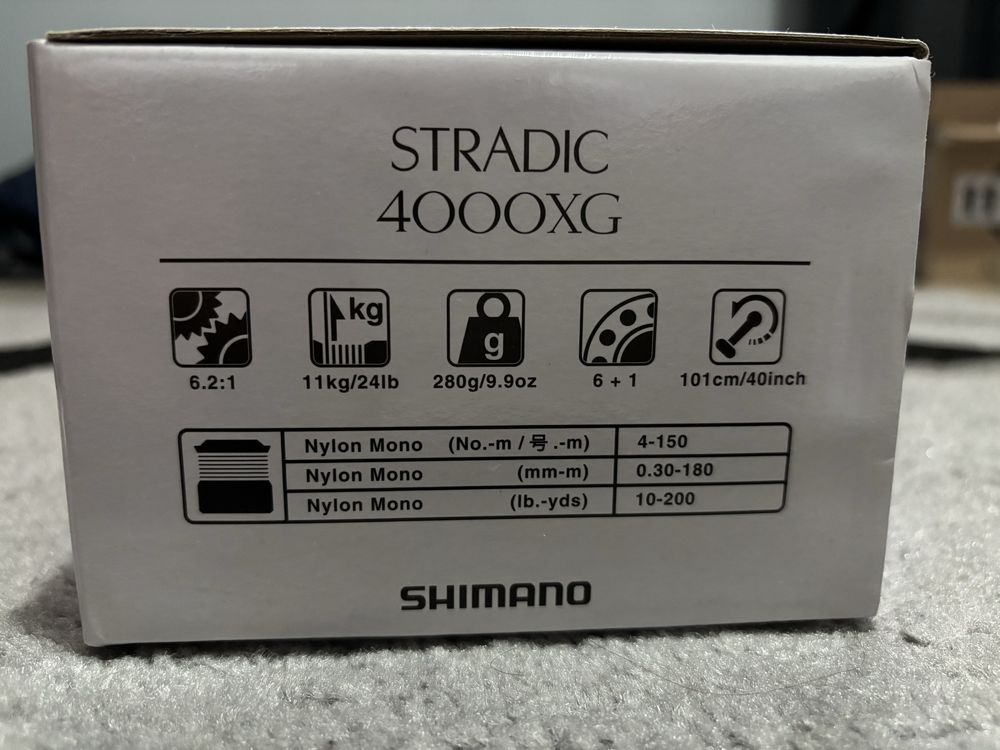 STRADIC
4000XG
kg
g
6.2:1 11kg/24lb 280g/9.9oz 6 + 1 101cm/40inch
Nylon Mono (No.-m / 号.-m) 4-150
Nylon Mono (mm-m) 0.30-180
Nylon Mono (lb.-yds) 10-200
SHIMANO